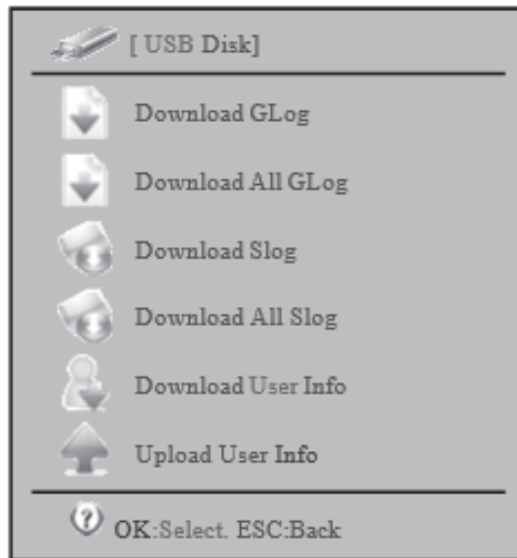 [ USB Disk]
Download GLog
Download All GLog
Download Slog
Download All Slog
Download User Info
Upload User Info
OK:Select. ESC:Back